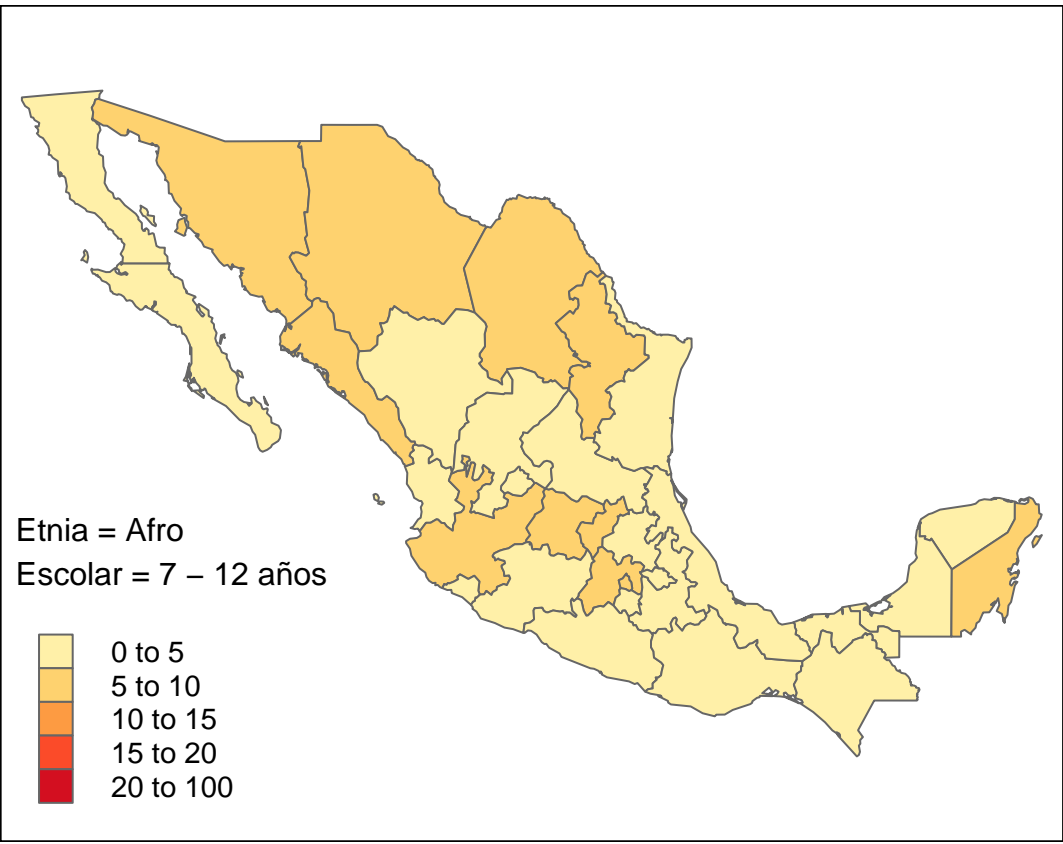 Etnia = Afro
Escolar = 7 – 12 años
0 to 5
5 to 10
10 to 15
15 to 20
20 to 100